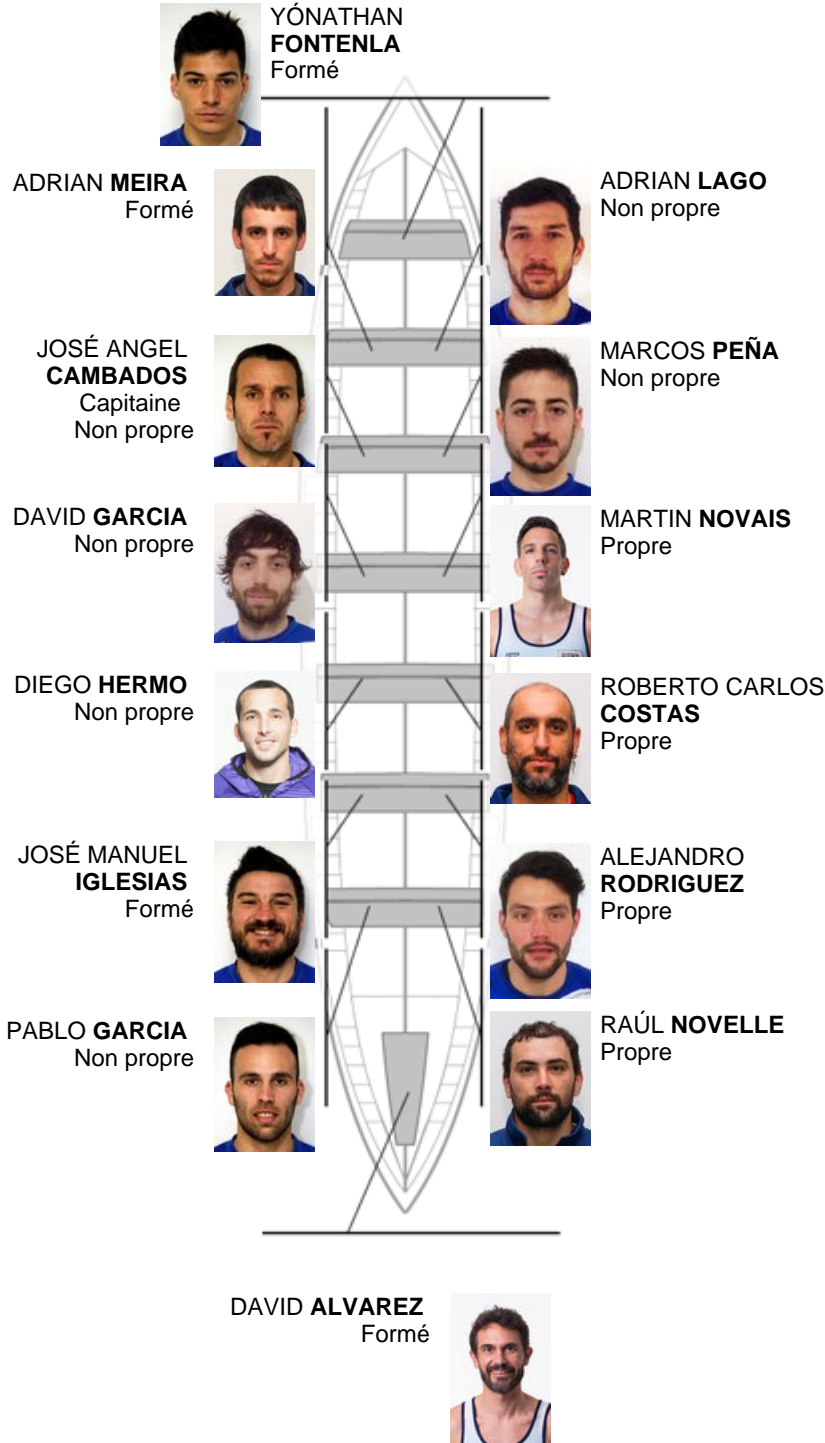 YÓNATHAN
FONTENLA
Formé
ADRIAN MEIRA
Formé
ADRIAN LAGO
Non propre
JOSÉ ANGEL
CAMBADOS
Capitaine
Non propre
MARCOS PEÑA
Non propre
DAVID GARCIA
Non propre
MARTIN NOVAIS
Propre
DIEGO HERMO
Non propre
ROBERTO CARLOS
COSTAS
Propre
JOSÉ MANUEL
IGLESIAS
Formé
ALEJANDRO
RODRIGUEZ
Propre
PABLO GARCIA
Non propre
RAÚL NOVELLE
Propre
DAVID ALVAREZ
Formé